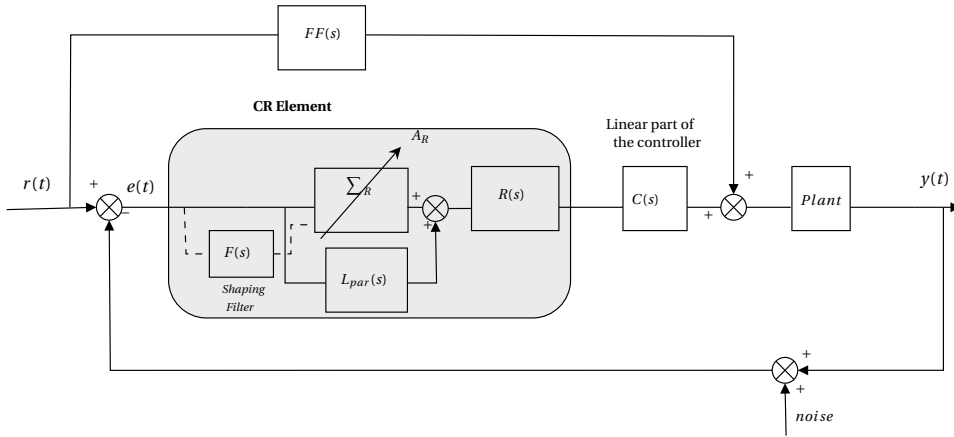 FF(s)
CR Element
A_R
Linear part of
the controller
r(t)
+
e(t)
−
∑_R
+
+
R(s)
C(s)
+
+
Plant
y(t)
F(s)
Shaping
Filter
L_par(s)
+
+
noise